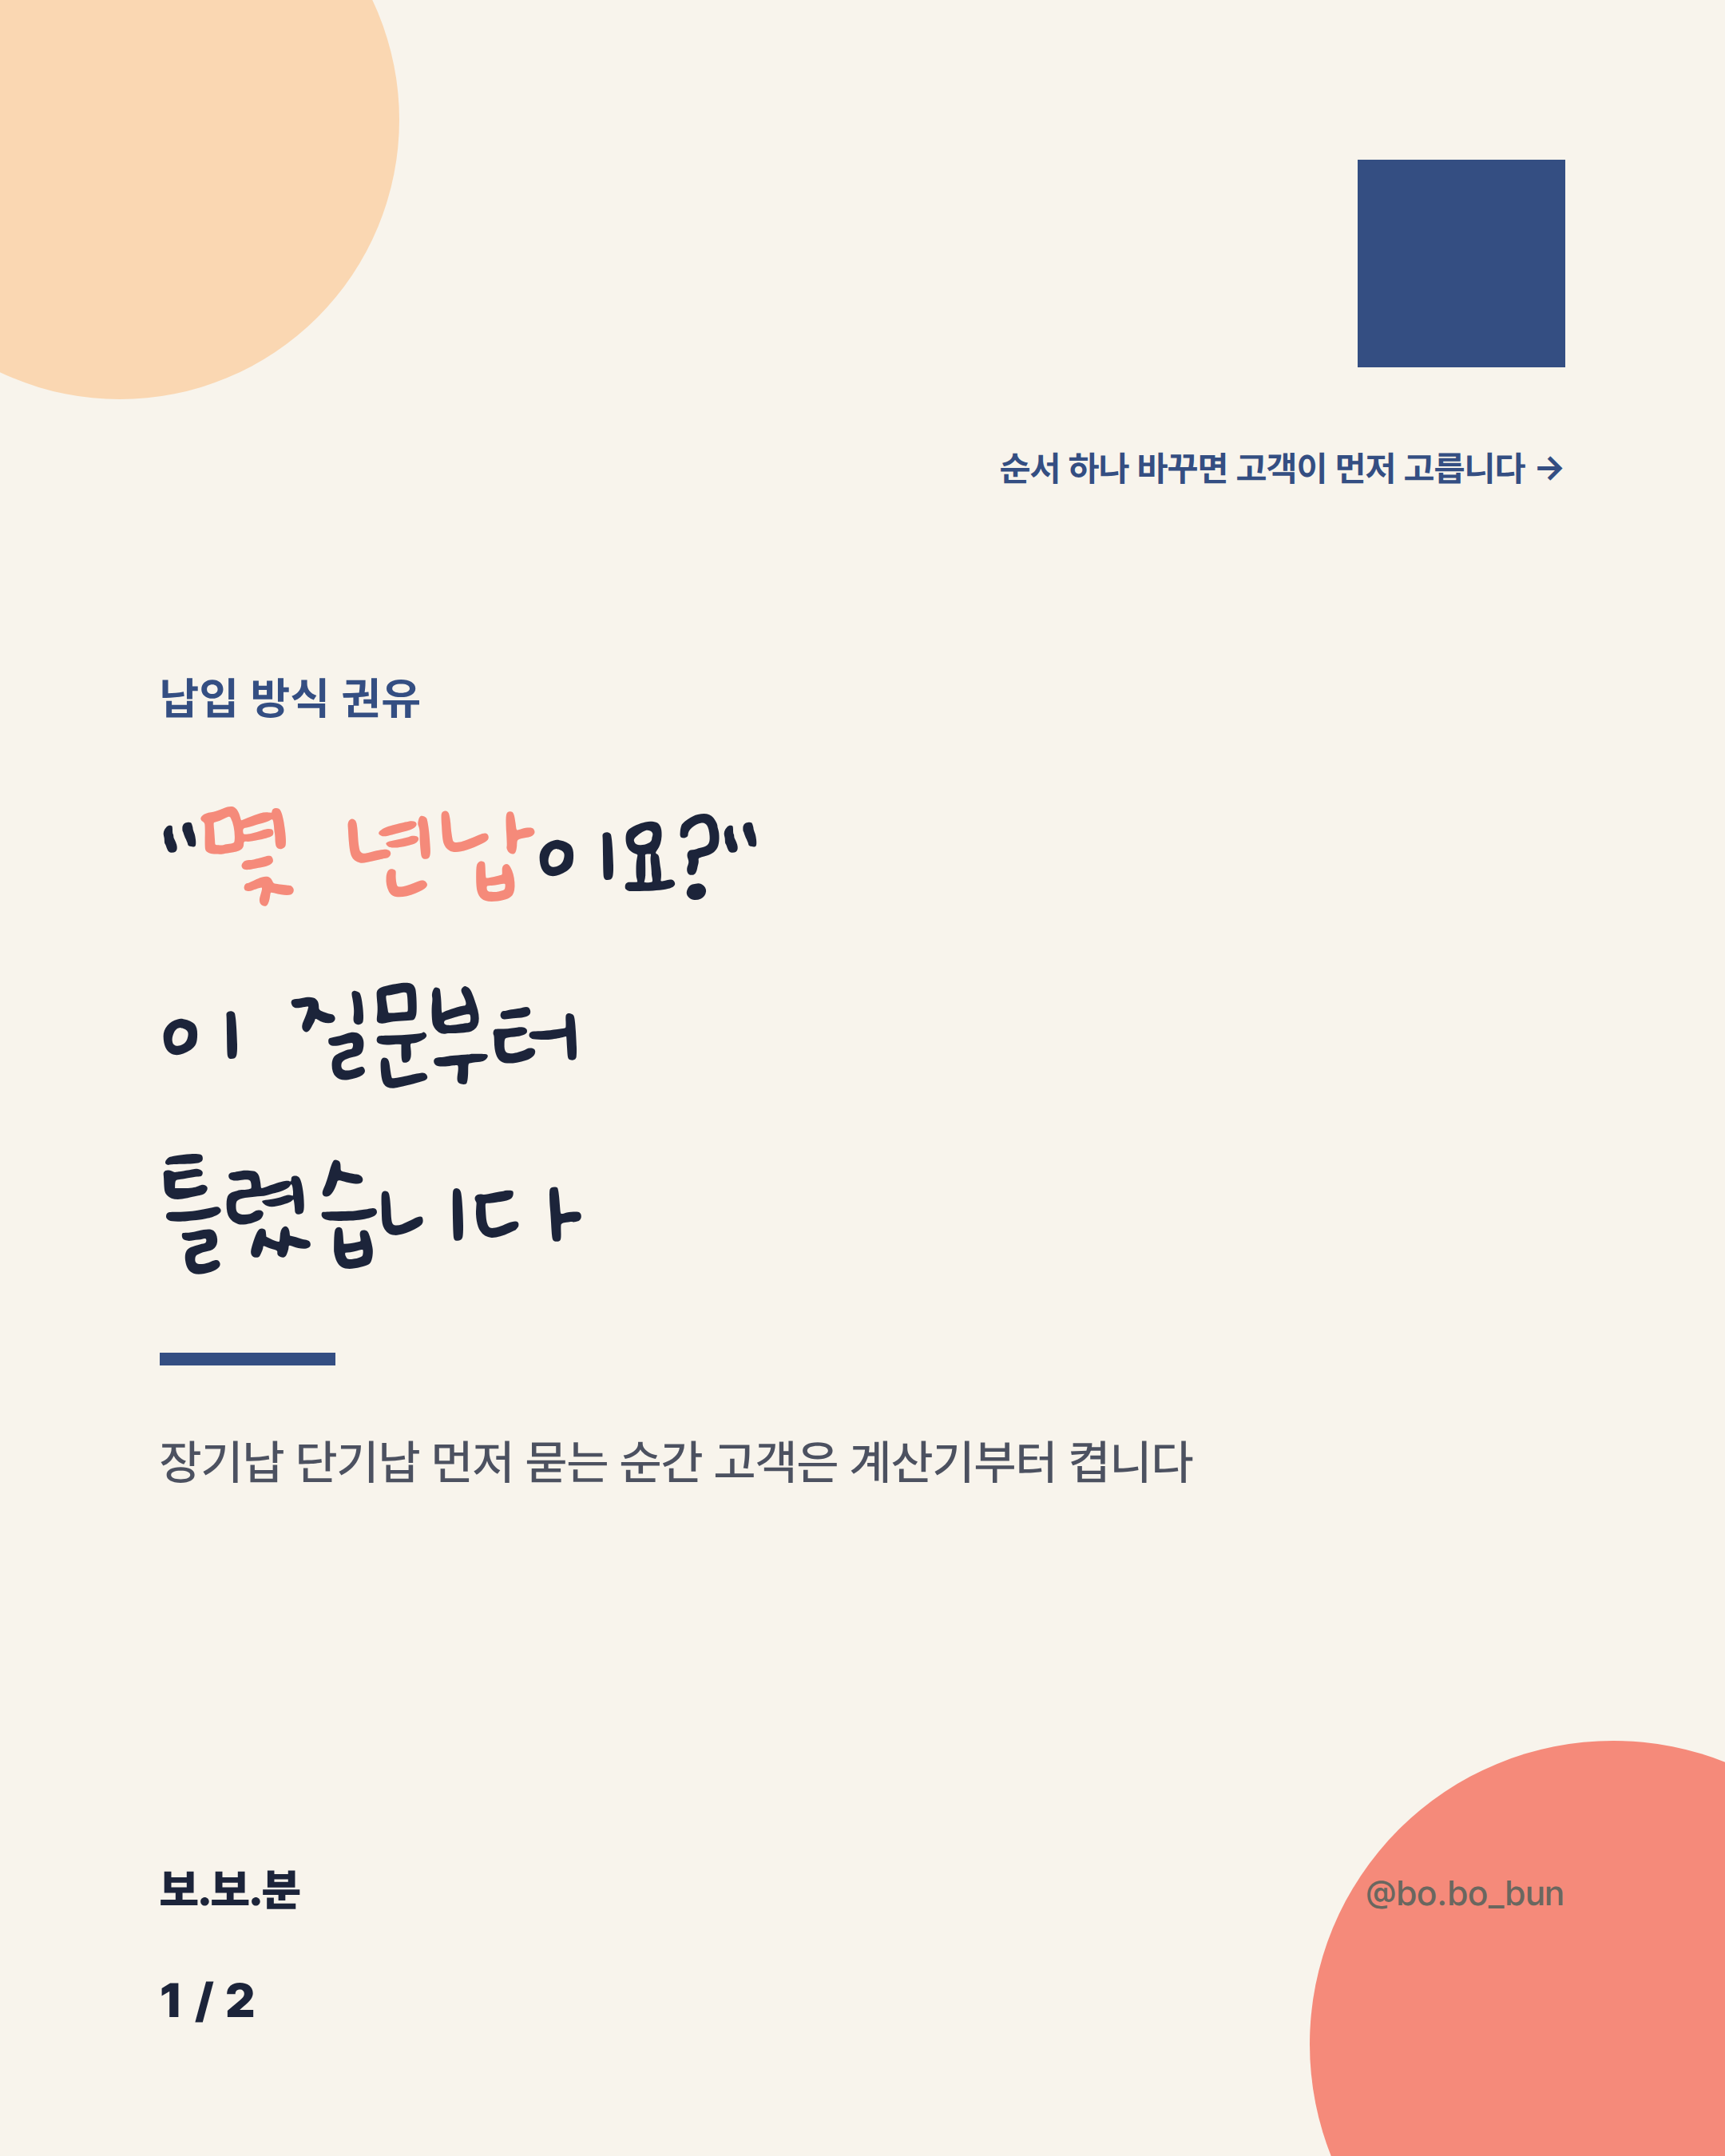 순서 하나 바꾸면 고객이 먼저 고릅니다 →
납입 방식 권유
"몇 년납이요?"
이 질문부터
틀렸습니다
장기납 단기납 먼저 묻는 순간 고객은 계산기부터 켭니다
보.보.분
@bo.bo_bun
1 / 2